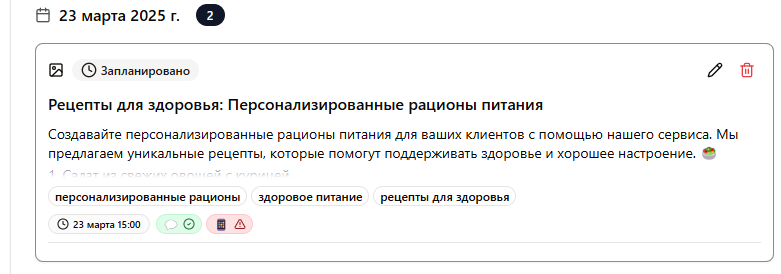 23 марта 2025 г. 2
Запланировано
Рецепты для здоровья: Персонализированные рационы питания
Создавайте персонализированные рационы питания для ваших клиентов с помощью нашего сервиса. Мы
предлагаем уникальные рецепты, которые помогут поддерживать здоровье и хорошее настроение. 🥗
1. Салат из свежих овощей с курицей
персонализированные рационы здоровое питание рецепты для здоровья
23 марта 15:00